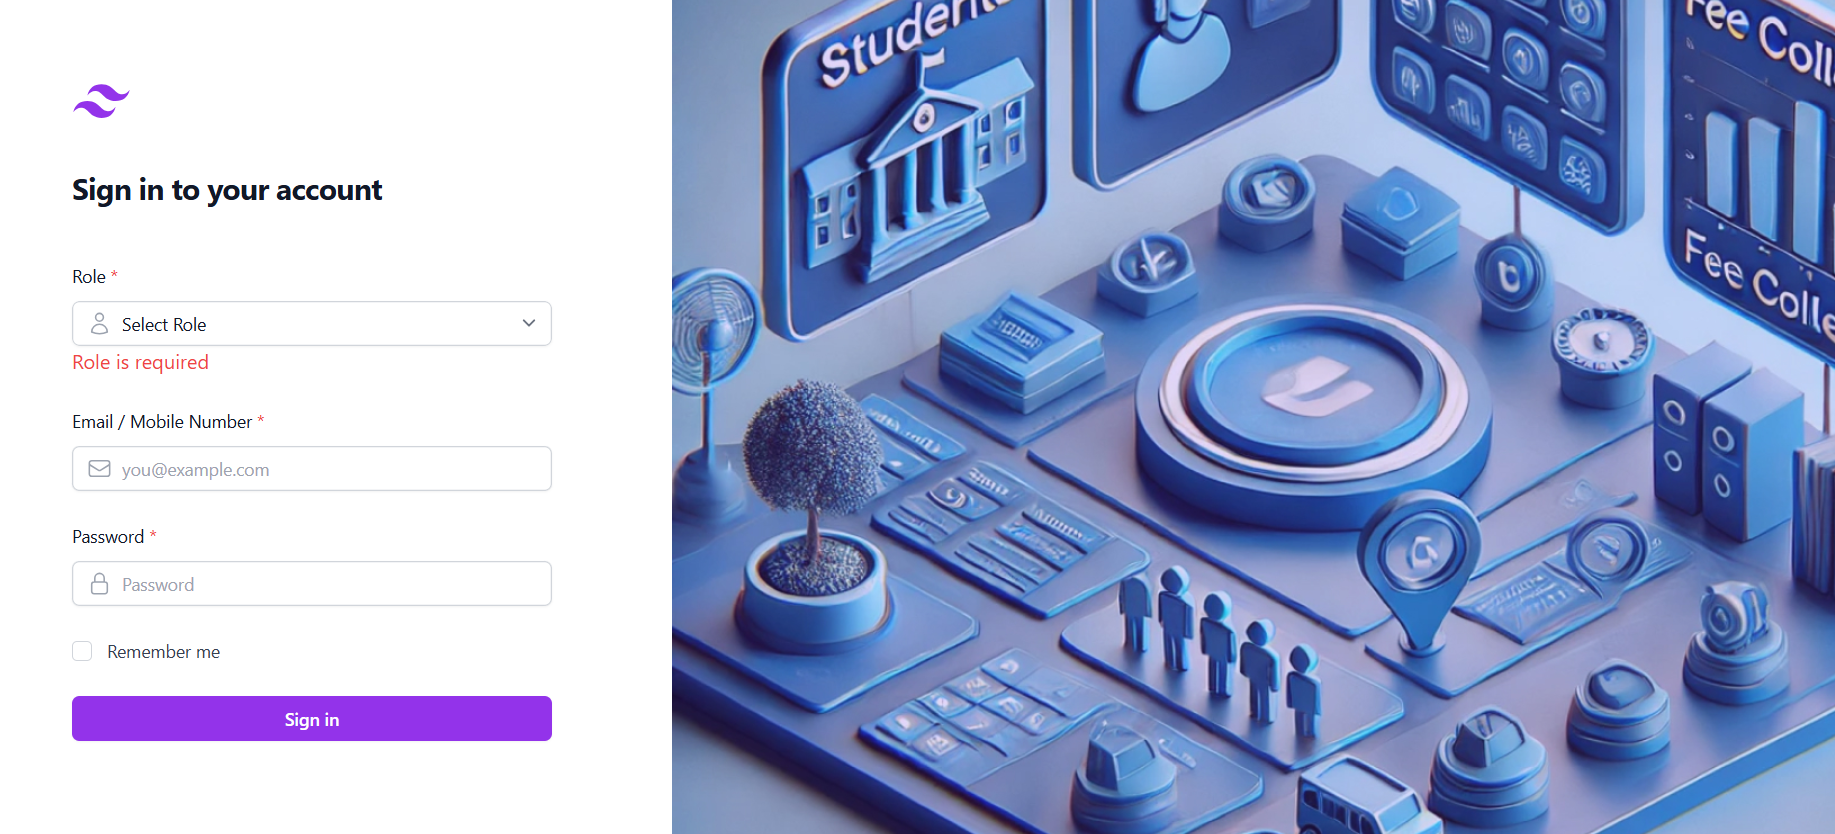 Sign in to your account
Role *
Select Role
Role is required
Email / Mobile Number *
you@example.com
Password *
Password
Remember me
Sign in
Students
Fee Coll
Fee Colle